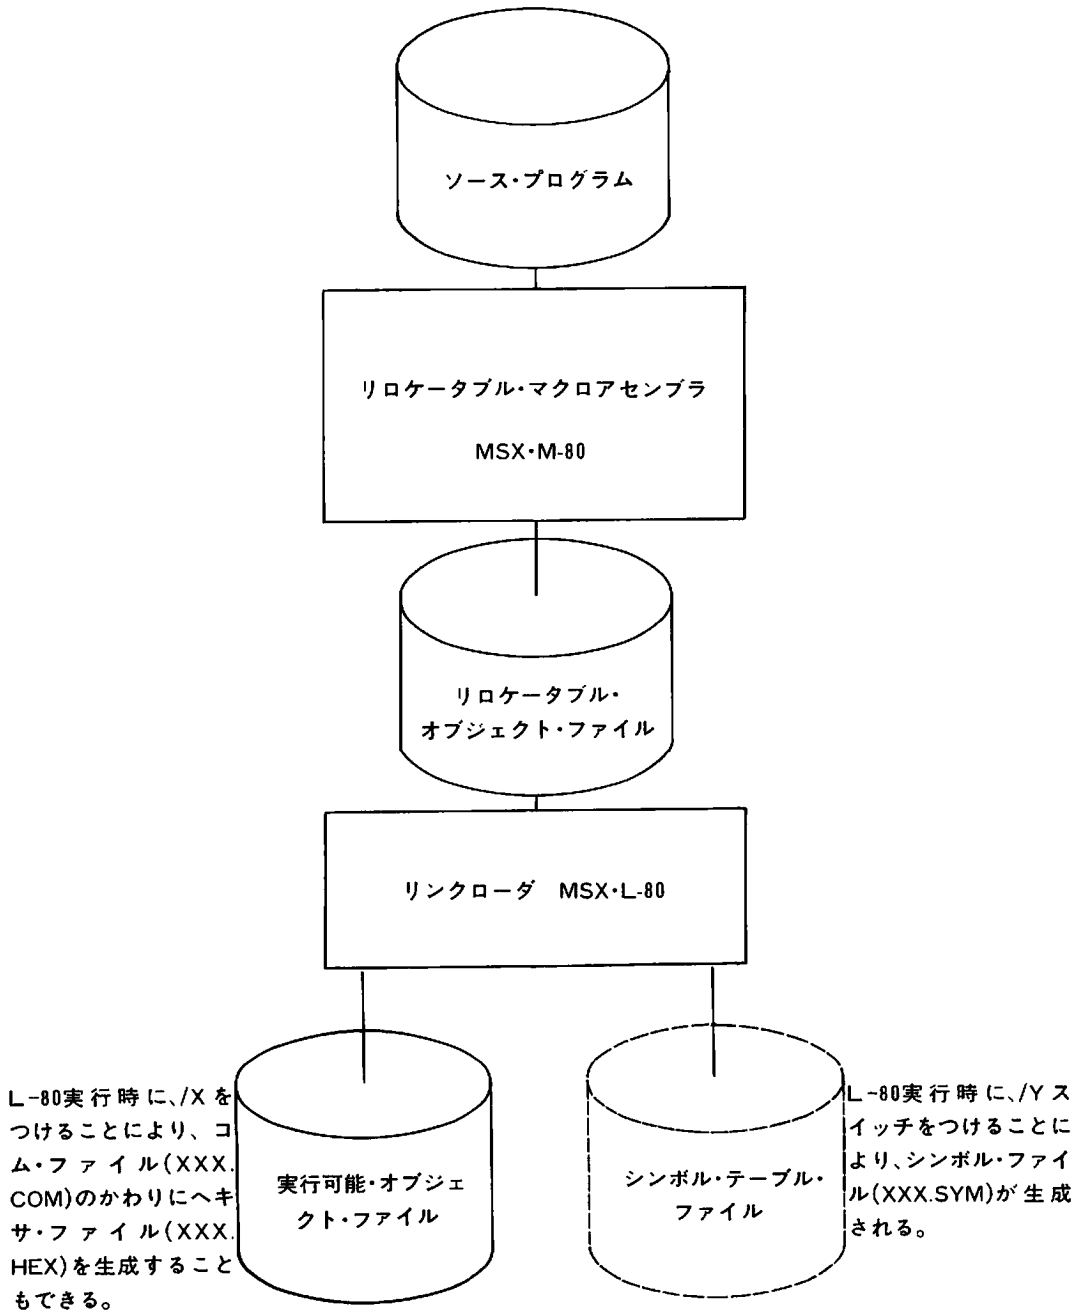 ソース・プログラム
リロケータブル・マクロアセンブラ
MSX・M-80
リロケータブル・
オブジェクト・ファイル
リンクローダ MSX・L-80
L-80実行時に、/Xを
つけることにより、コ
ム・ファイル(XXX.
COM)のかわりにヘキ
サ・ファイル(XXX.
HEX)を生成すること
もできる。
実行可能・オブジェ
クト・ファイル
シンボル・テーブル・
ファイル
L-80実行時に、/Yス
イッチをつけることに
より、シンボル・ファイ
ル(XXX.SYM)が生成
される。